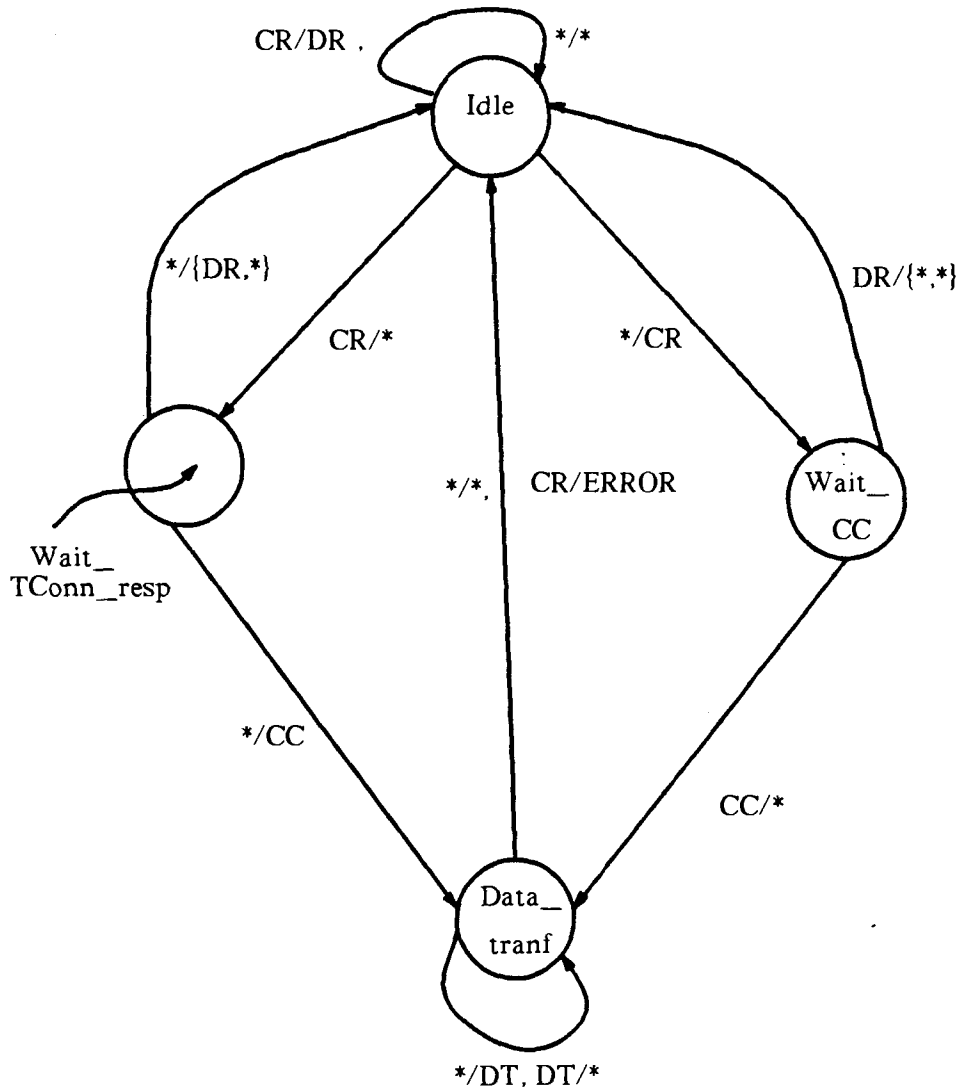 CR/DR , */*
Idle
*/{DR,*}
DR/{*,*}
CR/*
*/CR
*/*, CR/ERROR
Wait_
CC
Wait_
TConn_resp
*/CC
CC/*
Data_
tranf
*/DT, DT/*